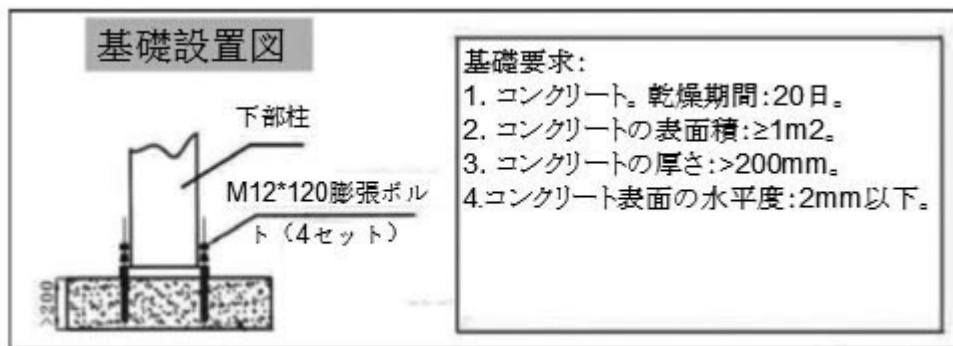 基礎設置図
下部柱
M12*120膨張ボル
ト（4セット）
>200
基礎要求:
1. コンクリート。乾燥期間:20日。
2. コンクリートの表面積:≥1m2。
3. コンクリートの厚さ:>200mm。
4.コンクリート表面の水平度:2mm以下。